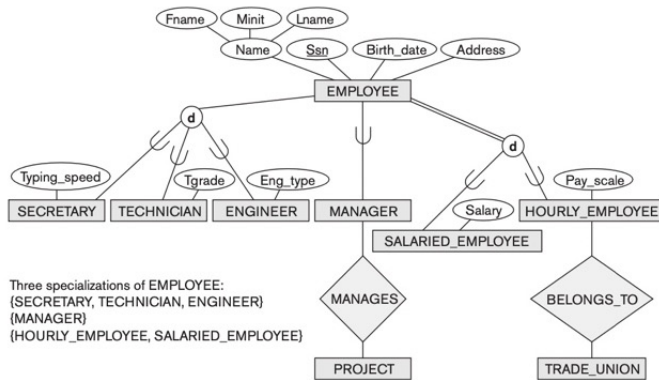 Fname Minit Lname
Name Ssn Birth_date Address
EMPLOYEE
d
d
Typing_speed Tgrade Eng_type Pay_scale
SECRETARY TECHNICIAN ENGINEER MANAGER Salary HOURLY_EMPLOYEE
SALARIED_EMPLOYEE
Three specializations of EMPLOYEE:
{SECRETARY, TECHNICIAN, ENGINEER}
{MANAGER}
{HOURLY_EMPLOYEE, SALARIED_EMPLOYEE}
MANAGES BELONGS_TO
PROJECT TRADE_UNION